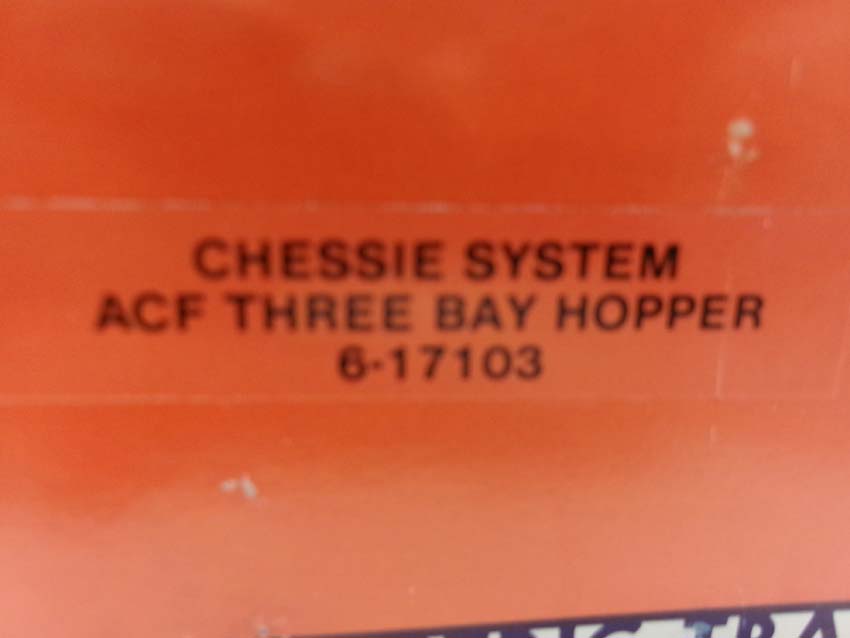 CHESSIE SYSTEM
ACF THREE BAY HOPPER
6-17103